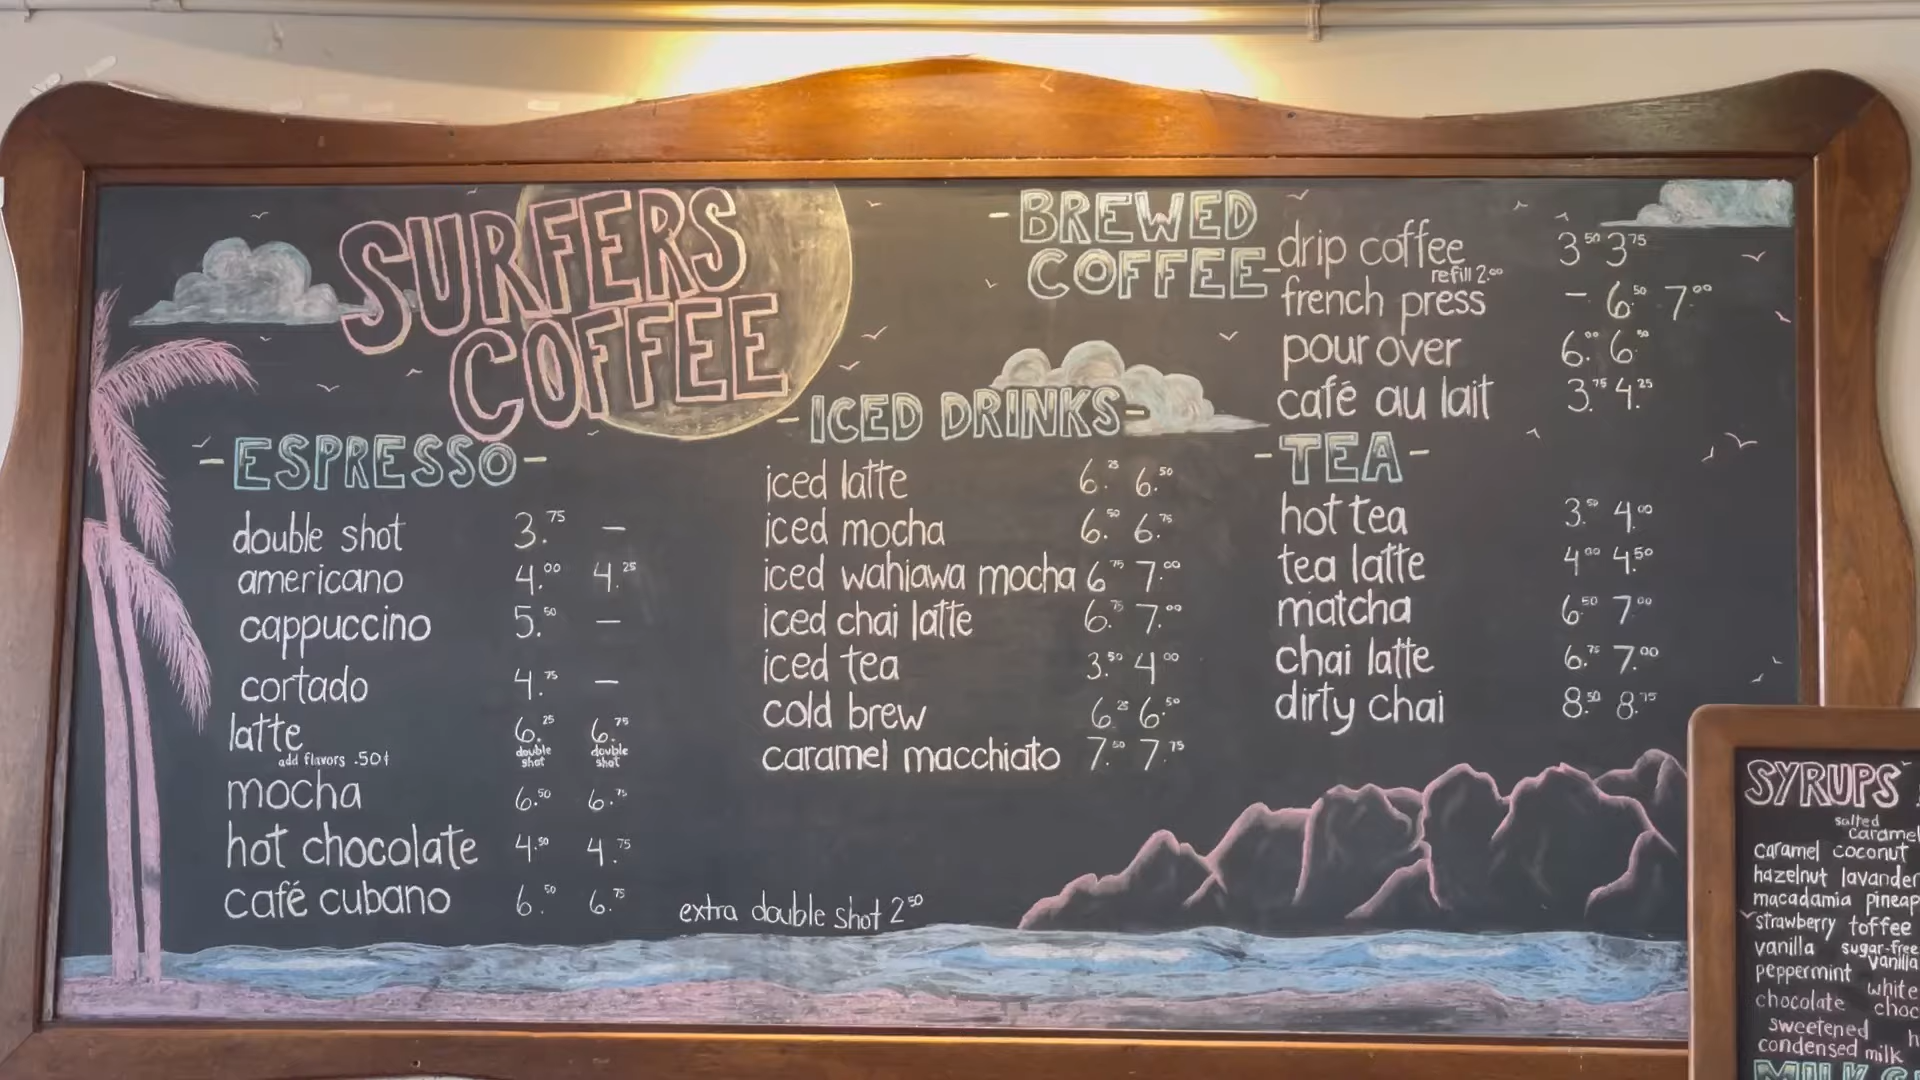 SURFERS
COFFEE
-ESPRESSO-
double shot 3.75 –
americano 4.00 4.25
cappuccino 5.50 –
cortado 4.75 –
latte 6.25 6.75
add flavors .50¢ double shot double shot
mocha 6.50 6.75
hot chocolate 4.50 4.75
café cubano 6.50 6.75
-ICED DRINKS-
iced latte 6.25 6.50
iced mocha 6.50 6.75
iced wahiawa mocha 6.75 7.00
iced chai latte 6.75 7.00
iced tea 3.50 4.00
cold brew 6.25 6.50
caramel macchiato 7.50 7.75
extra double shot 2.50
-BREWED
COFFEE-
drip coffee 3.50 3.75
refill 2.00
french press – 6.50 7.00
pour over 6.00 6.50
café au lait 3.75 4.25
-TEA-
hot tea 3.50 4.00
tea latte 4.00 4.50
matcha 6.50 7.00
chai latte 6.75 7.00
dirty chai 8.50 8.75
SYRUPS
salted
caramel
caramel coconut
hazelnut lavender
macadamia
strawberry toffee
vanilla sugar-free
vanilla
peppermint white
chocolate choc
sweetened
condensed milk
MILK